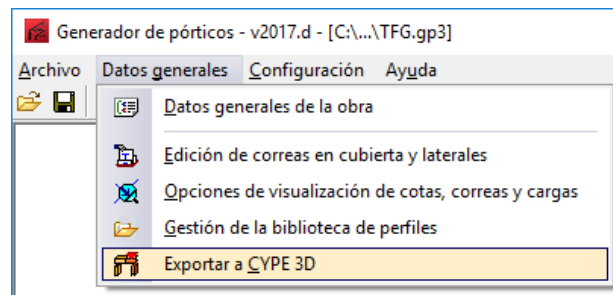 Generador de pórticos - v2017.d - [C:\...\TFG.gp3]
Archivo Datos generales Configuración Ayuda
Datos generales de la obra
Edición de correas en cubierta y laterales
Opciones de visualización de cotas, correas y cargas
Gestión de la biblioteca de perfiles
Exportar a CYPE 3D